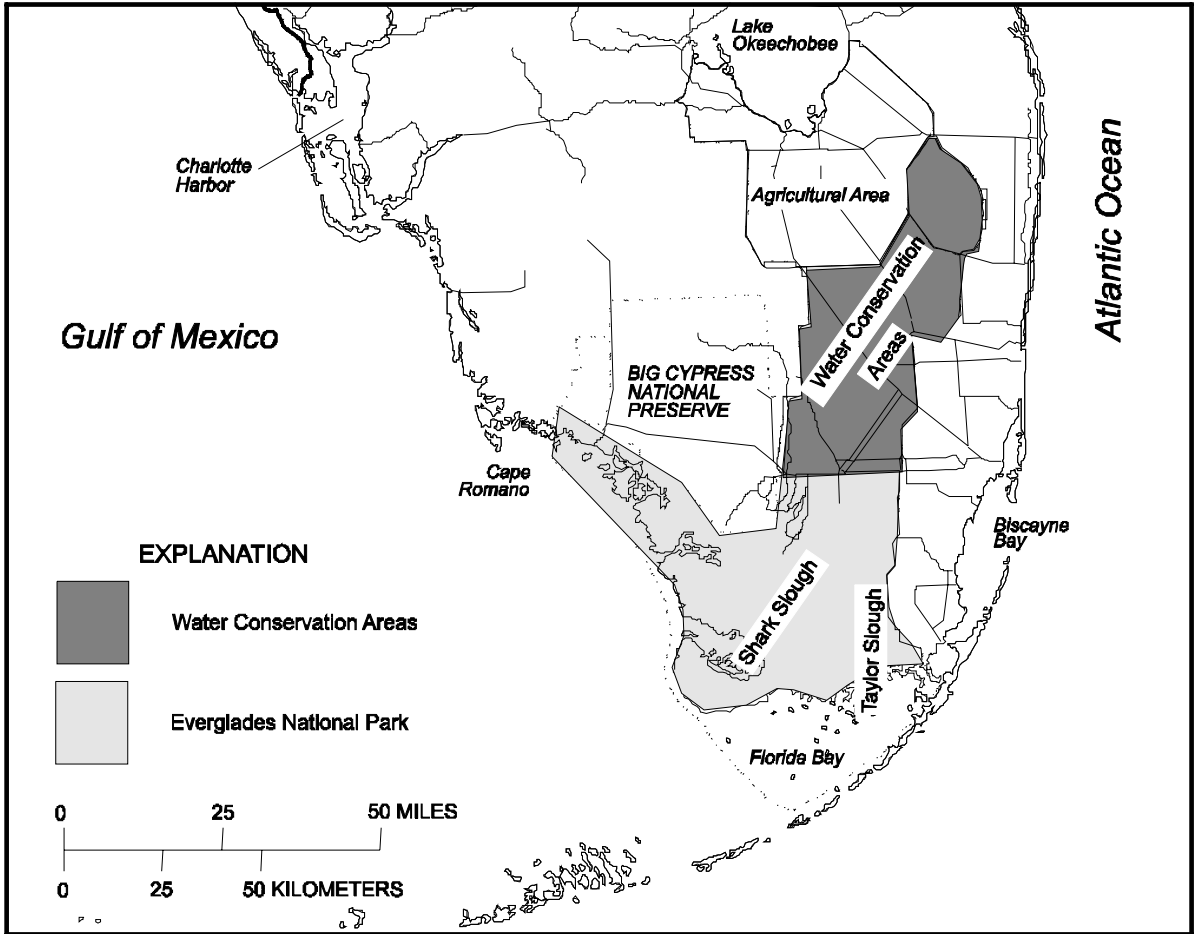 Lake
Okeechobee
Charlotte
Harbor
Agricultural Area
Atlantic Ocean
Gulf of Mexico
Water Conservation
Areas
BIG CYPRESS
NATIONAL
PRESERVE
Cape
Romano
Biscayne
Bay
Shark Slough
Taylor Slough
Florida Bay
EXPLANATION
Water Conservation Areas
Everglades National Park
0 25 50 MILES
0 25 50 KILOMETERS